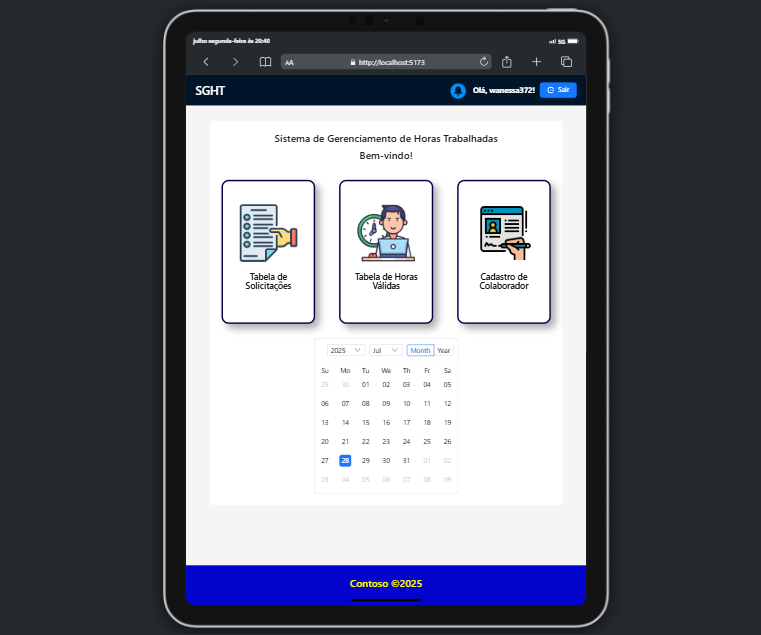 julho segunda-feira às 20:40
5G
AA
http://localhost:5173
SGHT
Olá, wanessa372!
Sair
Sistema de Gerenciamento de Horas Trabalhadas
Bem-vindo!
Tabela de
Solicitações
Tabela de Horas
Válidas
Cadastro de
Colaborador
2025 Jul Month Year
Su Mo Tu We Th Fr Sa
29 30 01 02 03 04 05
06 07 08 09 10 11 12
13 14 15 16 17 18 19
20 21 22 23 24 25 26
27 28 29 30 31 01 02
03 04 05 06 07 08 09
Contoso ©2025